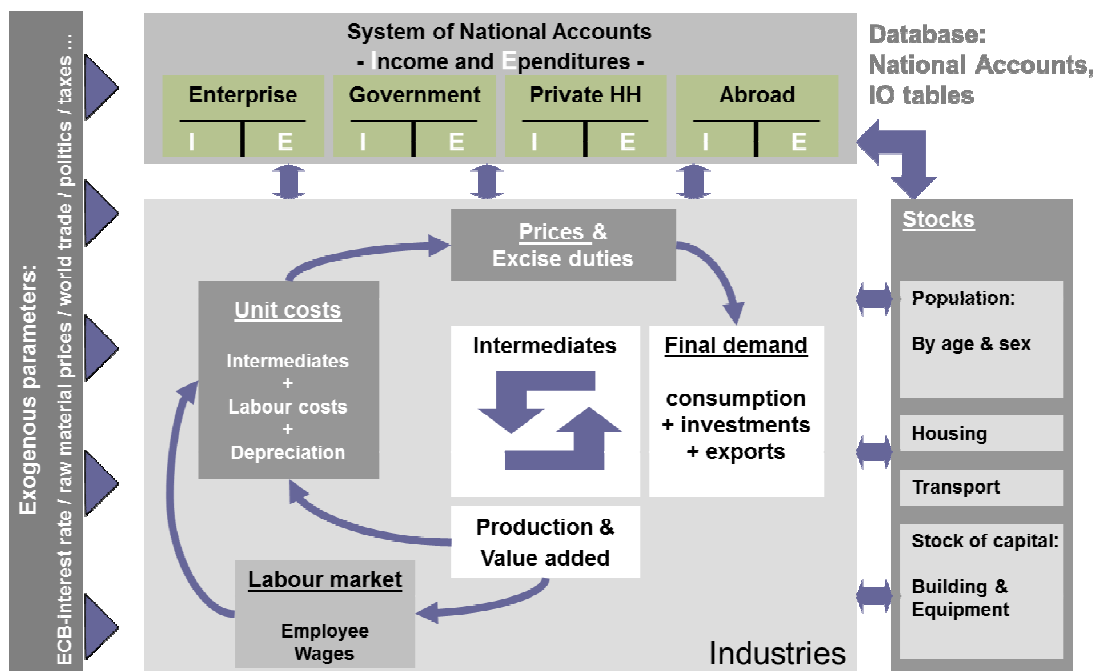 Exogenous parameters:
ECB-interest rate / raw material prices / world trade / politics / taxes ...
System of National Accounts
- Income and Ependitures -
Enterprise
I E
Government
I E
Private HH
I E
Abroad
I E
Database:
National Accounts,
IO tables
Prices &
Excise duties
Unit costs
Intermediates
+
Labour costs
+
Depreciation
Intermediates
Final demand
consumption
+ investments
+ exports
Production &
Value added
Labour market
Employee
Wages
Industries
Stocks
Population:
By age & sex
Housing
Transport
Stock of capital:
Building &
Equipment